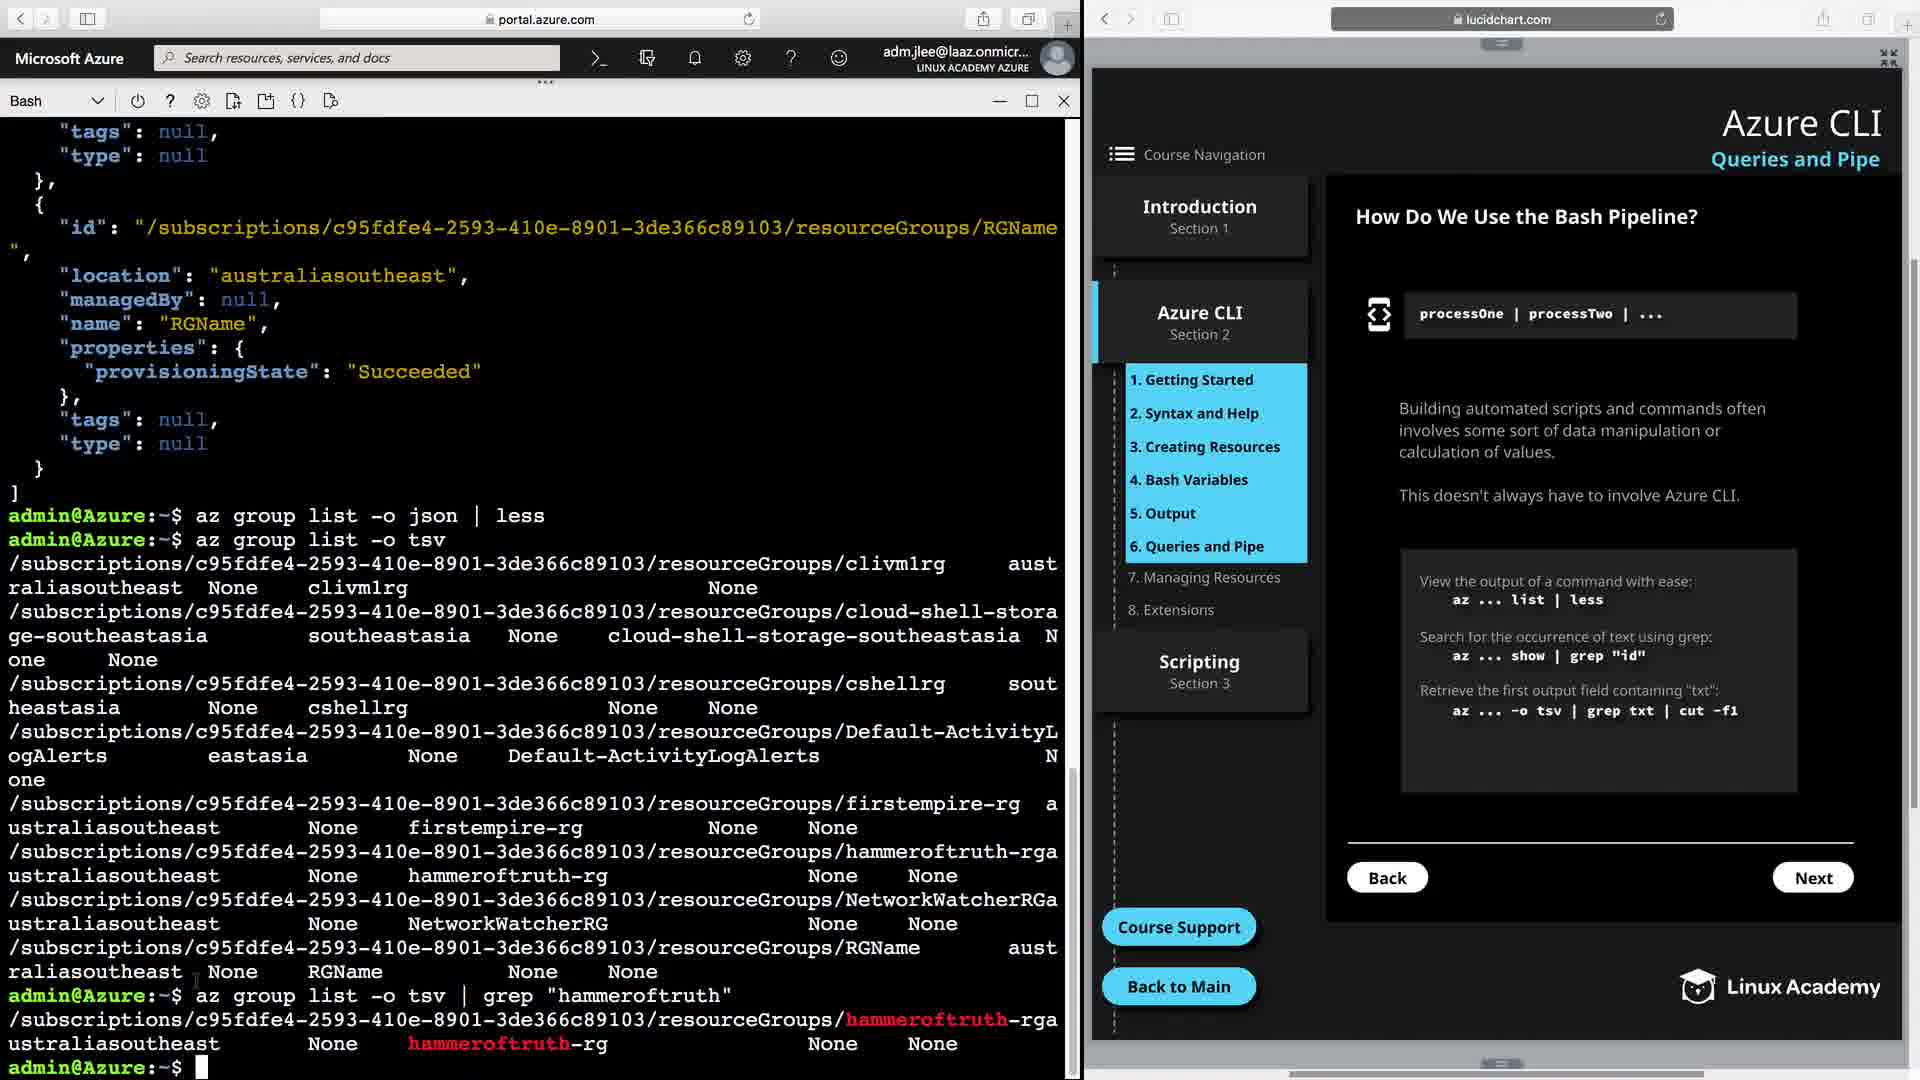 portal.azure.com
Microsoft Azure
Search resources, services, and docs
adm.jlee@laaz.onmicr...
LINUX ACADEMY AZURE
Bash
"tags": null,
"type": null
},
{
"id": "/subscriptions/c95fdfe4-2593-410e-8901-3de366c89103/resourceGroups/RGName
",
"location": "australiasoutheast",
"managedBy": null,
"name": "RGName",
"properties": {
"provisioningState": "Succeeded"
},
"tags": null,
"type": null
}
]
admin@Azure:~$ az group list -o json | less
admin@Azure:~$ az group list -o tsv
/subscriptions/c95fdfe4-2593-410e-8901-3de366c89103/resourceGroups/clivm1rg aust
raliasoutheast None clivm1rg None
/subscriptions/c95fdfe4-2593-410e-8901-3de366c89103/resourceGroups/cloud-shell-stora
ge-southeastasia southeastasia None cloud-shell-storage-southeastasia N
one None
/subscriptions/c95fdfe4-2593-410e-8901-3de366c89103/resourceGroups/cshellrg sout
heastasia None cshellrg None None
/subscriptions/c95fdfe4-2593-410e-8901-3de366c89103/resourceGroups/Default-ActivityL
ogAlerts eastasia None Default-ActivityLogAlerts N
one
/subscriptions/c95fdfe4-2593-410e-8901-3de366c89103/resourceGroups/firstempire-rg a
ustraliasoutheast None firstempire-rg None None
/subscriptions/c95fdfe4-2593-410e-8901-3de366c89103/resourceGroups/hammeroftruth-rga
ustraliasoutheast None hammeroftruth-rg None None
/subscriptions/c95fdfe4-2593-410e-8901-3de366c89103/resourceGroups/NetworkWatcherRGa
ustraliasoutheast None NetworkWatcherRG None None
/subscriptions/c95fdfe4-2593-410e-8901-3de366c89103/resourceGroups/RGName aust
raliasoutheast None RGName None None
admin@Azure:~$ az group list -o tsv | grep "hammeroftruth"
/subscriptions/c95fdfe4-2593-410e-8901-3de366c89103/resourceGroups/hammeroftruth-rga
ustraliasoutheast None hammeroftruth-rg None None
admin@Azure:~$
lucidchart.com
Azure CLI
Queries and Pipe
Course Navigation
Introduction
Section 1
Azure CLI
Section 2
1. Getting Started
2. Syntax and Help
3. Creating Resources
4. Bash Variables
5. Output
6. Queries and Pipe
7. Managing Resources
8. Extensions
Scripting
Section 3
Course Support
Back to Main
How Do We Use the Bash Pipeline?
processOne | processTwo | ...
Building automated scripts and commands often
involves some sort of data manipulation or
calculation of values.
This doesn't always have to involve Azure CLI.
View the output of a command with ease:
az ... list | less
Search for the occurrence of text using grep:
az ... show | grep "id"
Retrieve the first output field containing "txt":
az ... -o tsv | grep txt | cut -f1
Back
Next
Linux Academy